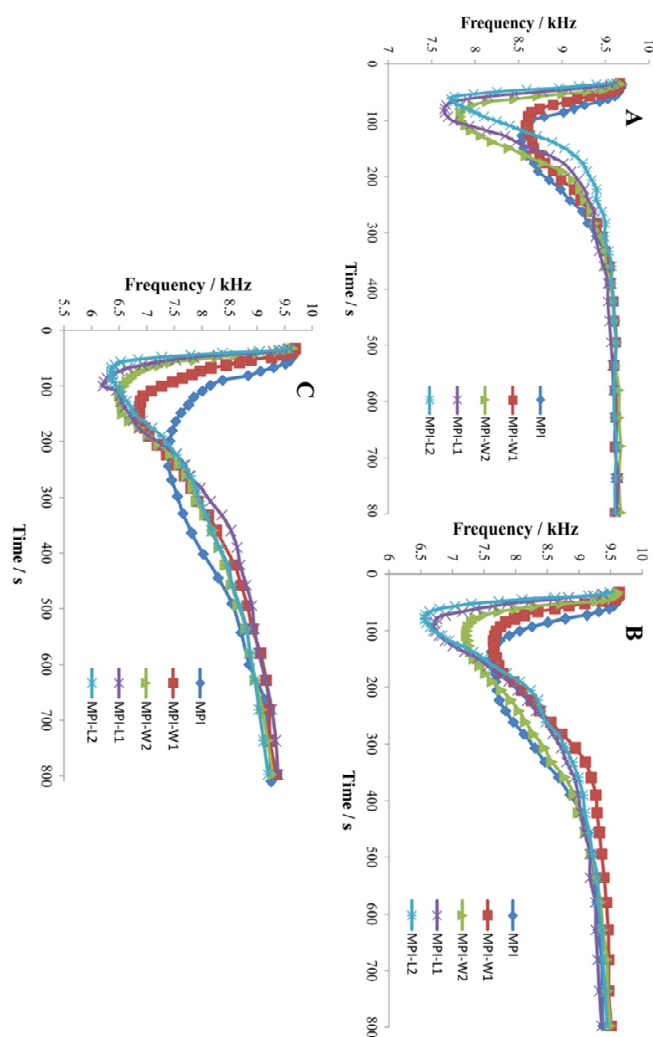 A
Frequency / kHz
10
9.5
9
8.5
8
7.5
7
0
100
200
300
400
500
600
700
80
Time / s
MPI
MPI-W1
MPI-W2
MPI-L1
MPI-L2
B
Frequency / kHz
10
9.5
9
8.5
8
7.5
7
6.5
6
0
100
200
300
400
500
600
700
800
Time / s
MPI
MPI-W1
MPI-W2
MPI-L1
MPI-L2
C
Frequency / kHz
10
9.5
9
8.5
8
7.5
7
6.5
6
5.5
0
100
200
300
400
500
600
700
800
Time / s
MPI
MPI-W1
MPI-W2
MPI-L1
MPI-L2